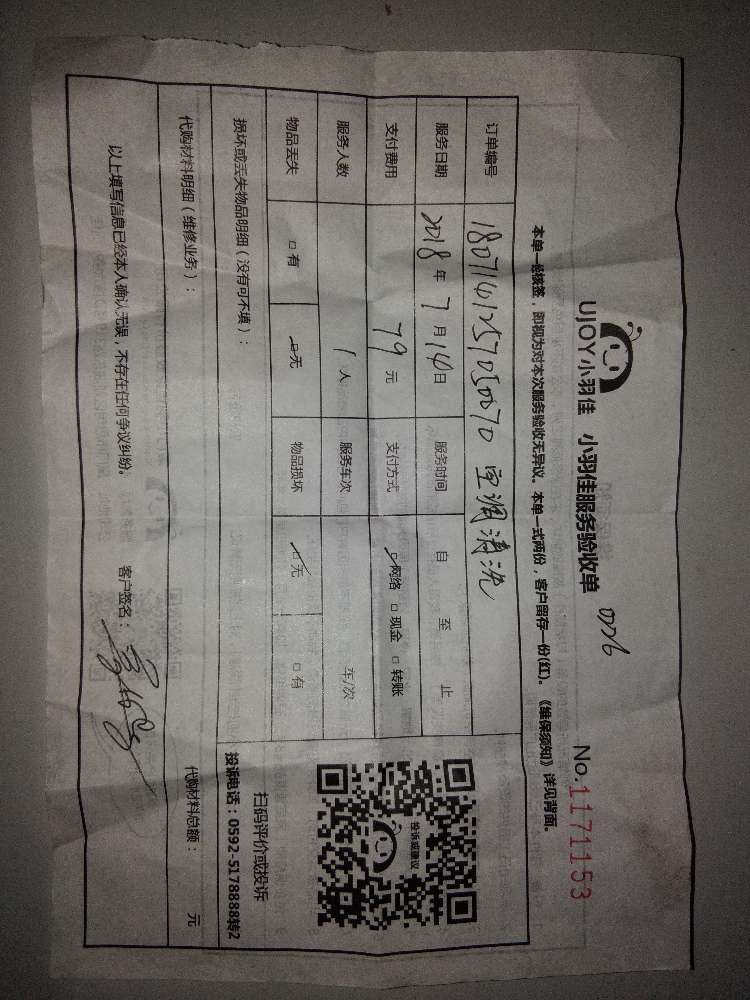 UJOY小羽佳 小羽佳服务验收单
No.1171153
本单一经核签,即视为对本次服务验收无异议。本单一式两份,客户留存一份(红)。《维保须知》详见背面。
订单编号 空调清洗
服务日期 2018年7月14日 服务时间 自 至 止
支付费用 79元 支付方式 ☑网络 □现金 □转账
服务人数 1人 服务车次 车/次
物品丢失 □有 ☑无 物品损坏 ☑无 □有
损坏或丢失物品明细(没有可不填):
投诉或建议
扫码评价或投诉
投诉电话:0592-5178888转2
代购材料明细(维修业务): 代购材料总额: 元
以上填写信息已经本人确认无误,不存在任何争议纠纷。 客户签名: